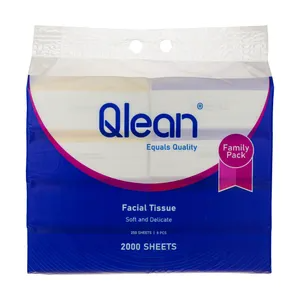 Qlean®
Equals Quality
Family
Pack
Facial Tissue
Soft and Delicate
2000 SHEETS